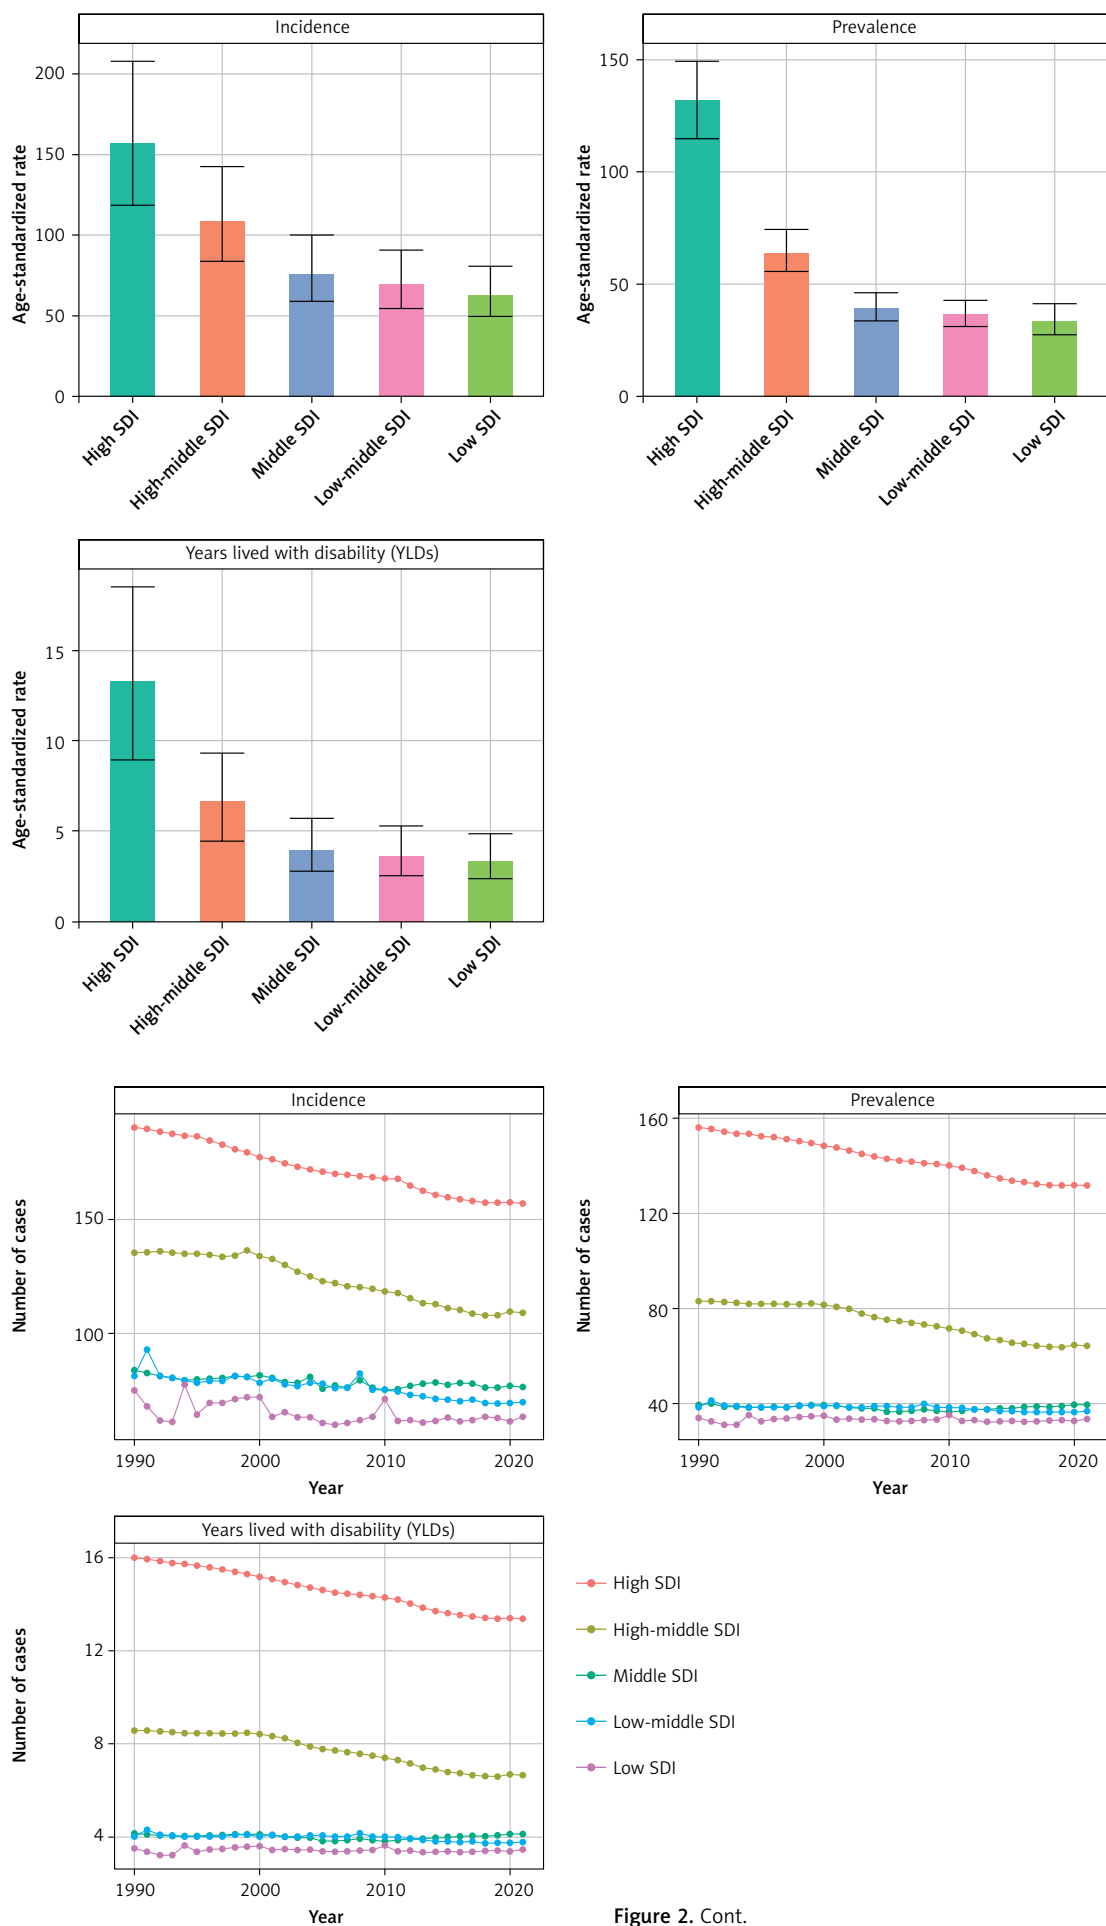 Incidence
Age-standardized rate
200
150
100
50
0
High SDI
High-middle SDI
Middle SDI
Low-middle SDI
Low SDI
Prevalence
Age-standardized rate
150
100
50
0
High SDI
High-middle SDI
Middle SDI
Low-middle SDI
Low SDI
Years lived with disability (YLDs)
Age-standardized rate
15
10
5
0
High SDI
High-middle SDI
Middle SDI
Low-middle SDI
Low SDI
Incidence
Number of cases
150
100
1990
2000
2010
2020
Year
Prevalence
Number of cases
160
120
80
40
1990
2000
2010
2020
Year
Years lived with disability (YLDs)
Number of cases
16
12
8
4
1990
2000
2010
2020
Year
High SDI
High-middle SDI
Middle SDI
Low-middle SDI
Low SDI
Figure 2. Cont.